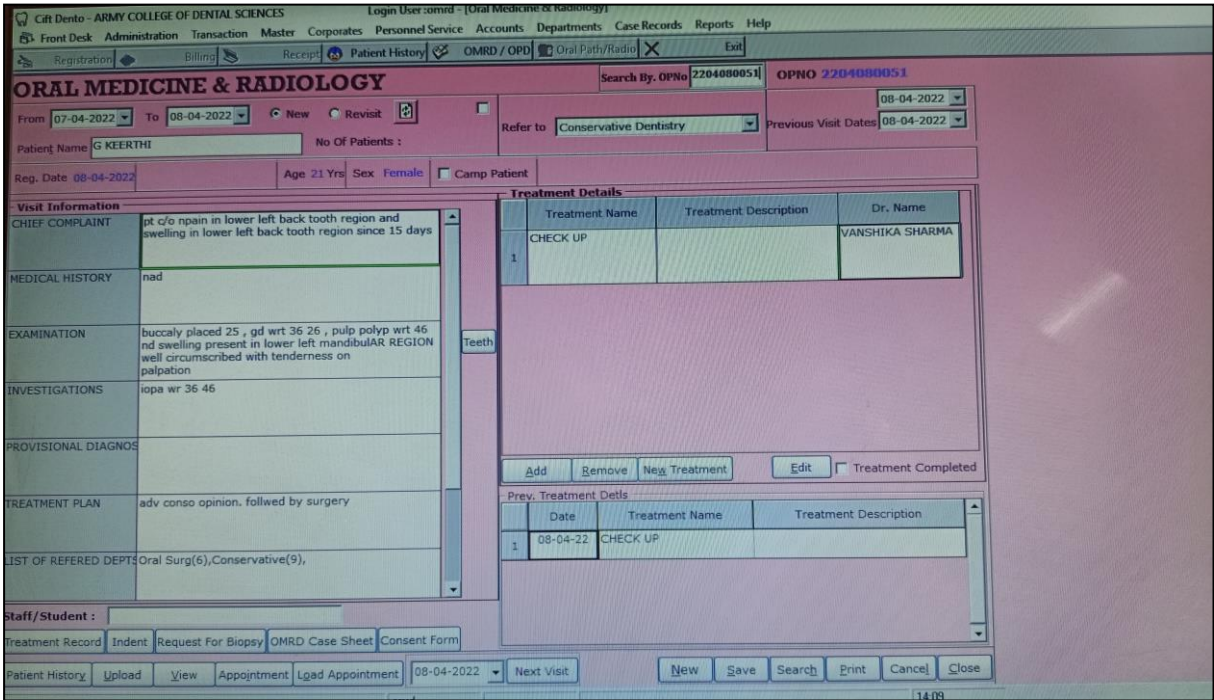 Cift Dento - ARMY COLLEGE OF DENTAL SCIENCES Login User :omrd - [Oral Medicine & Radiology]
Front Desk Administration Transaction Master Corporates Personnel Service Accounts Departments Case Records Reports Help
Registration Billing Receipt Patient History OMRD / OPD Oral Path/Radio Exit
ORAL MEDICINE & RADIOLOGY
Search By. OPNo 2204080051 OPNO 2204080051
From 07-04-2022 To 08-04-2022 New Revisit
Refer to Conservative Dentistry
08-04-2022
Previous Visit Dates 08-04-2022
Patient Name G KEERTHI No Of Patients :
Reg. Date 08-04-2022 Age 21 Yrs Sex Female Camp Patient
Visit Information
CHIEF COMPLAINT
pt c/o npain in lower left back tooth region and
swelling in lower left back tooth region since 15 days
MEDICAL HISTORY
nad
EXAMINATION
buccaly placed 25 , gd wrt 36 26 , pulp polyp wrt 46
nd swelling present in lower left mandibulAR REGION
well circumscribed with tenderness on
palpation
INVESTIGATIONS
iopa wr 36 46
PROVISIONAL DIAGNOS
TREATMENT PLAN
adv conso opinion. follwed by surgery
LIST OF REFERED DEPTS
Oral Surg(6),Conservative(9),
Teeth
Treatment Details
Treatment Name Treatment Description Dr. Name
1 CHECK UP VANSHIKA SHARMA
Add Remove New Treatment Edit Treatment Completed
Prev. Treatment Detls
Date Treatment Name Treatment Description
1 08-04-22 CHECK UP
Staff/Student :
Treatment Record Indent Request For Biopsy OMRD Case Sheet Consent Form
Patient History Upload View Appointment Load Appointment 08-04-2022 Next Visit New Save Search Print Cancel Close
14:09